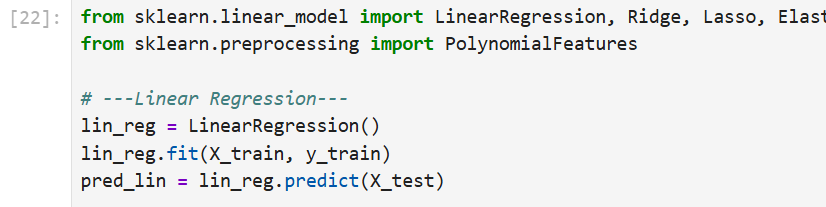 [22]: from sklearn.linear_model import LinearRegression, Ridge, Lasso, Elast
from sklearn.preprocessing import PolynomialFeatures
# ---Linear Regression---
lin_reg = LinearRegression()
lin_reg.fit(X_train, y_train)
pred_lin = lin_reg.predict(X_test)